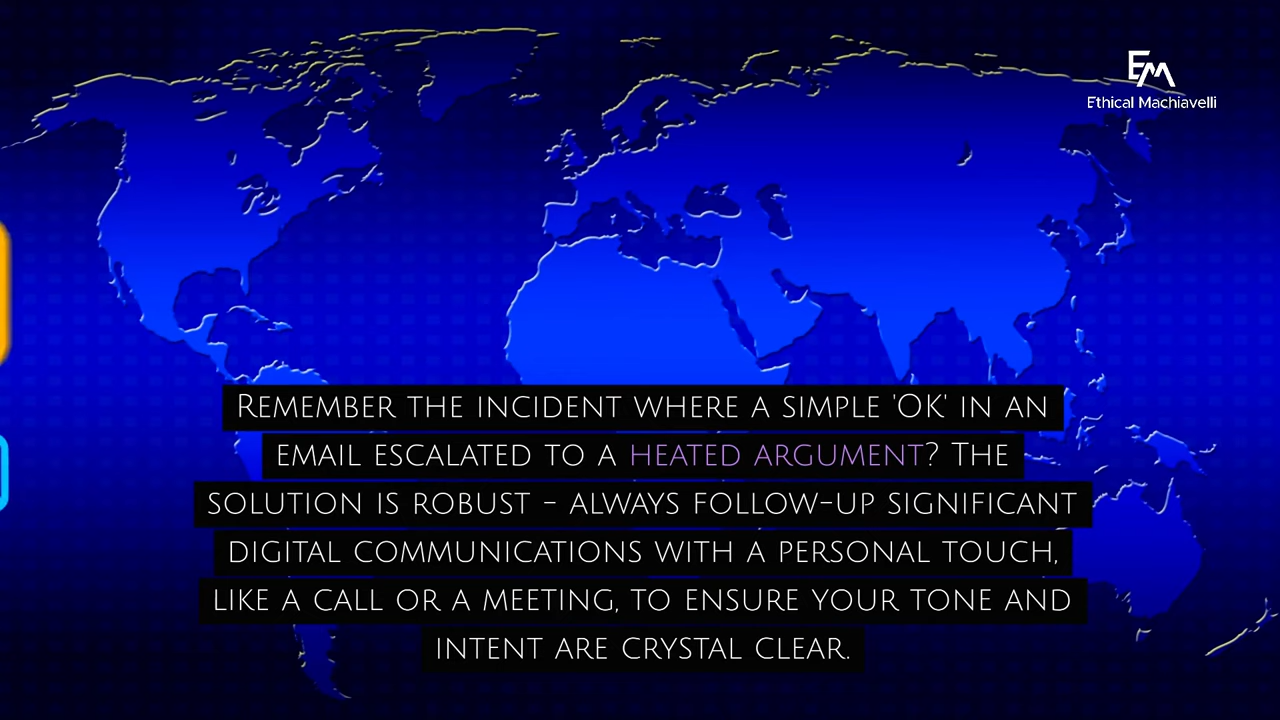 EM
Ethical Machiavelli
Remember the incident where a simple 'OK' in an
email escalated to a heated argument? The
solution is robust – always follow-up significant
digital communications with a personal touch,
like a call or a meeting, to ensure your tone and
intent are crystal clear.